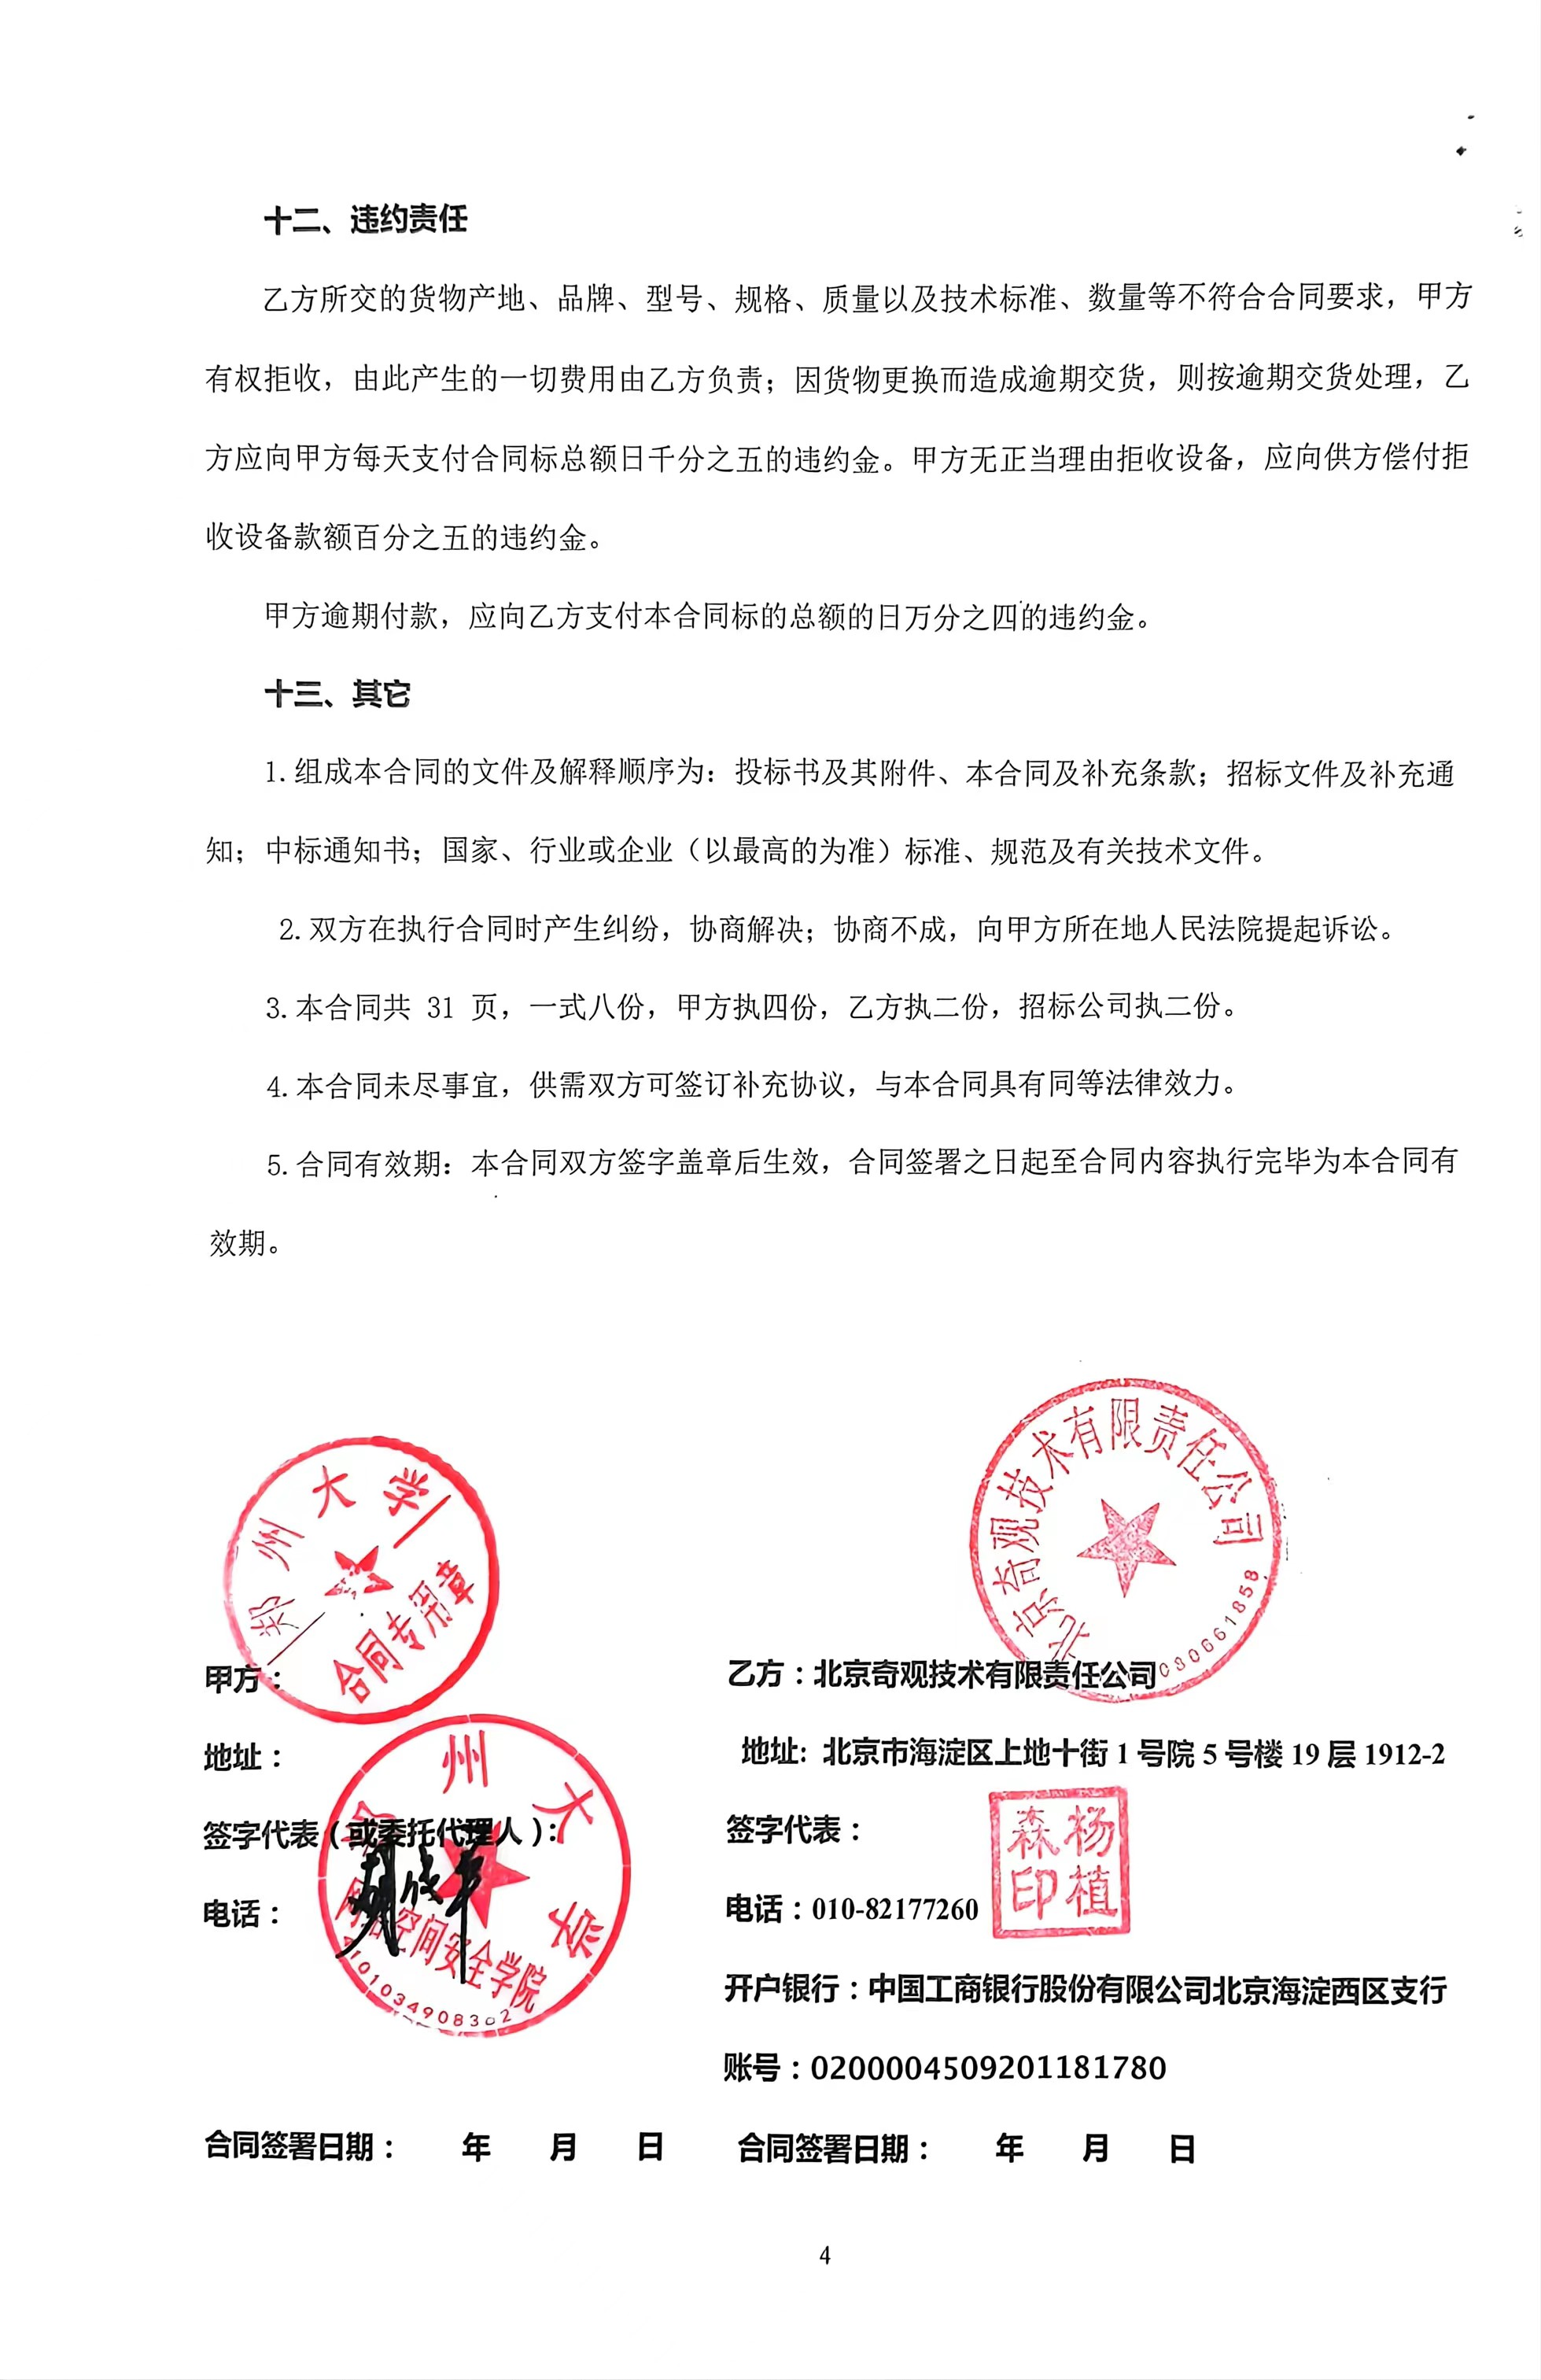 十二、违约责任
乙方所交的货物产地、品牌、型号、规格、质量以及技术标准、数量等不符合合同要求，甲方
有权拒收，由此产生的一切费用由乙方负责；因货物更换而造成逾期交货，则按逾期交货处理，乙
方应向甲方每天支付合同标总额日千分之五的违约金。甲方无正当理由拒收设备，应向供方偿付拒
收设备款额百分之五的违约金。
甲方逾期付款，应向乙方支付本合同标的总额的日万分之四的违约金。
十三、其它
1.组成本合同的文件及解释顺序为：投标书及其附件、本合同及补充条款；招标文件及补充通
知；中标通知书；国家、行业或企业（以最高的为准）标准、规范及有关技术文件。
2.双方在执行合同时产生纠纷，协商解决；协商不成，向甲方所在地人民法院提起诉讼。
3.本合同共 31 页，一式八份，甲方执四份，乙方执二份，招标公司执二份。
4.本合同未尽事宜，供需双方可签订补充协议，与本合同具有同等法律效力。
5.合同有效期：本合同双方签字盖章后生效，合同签署之日起至合同内容执行完毕为本合同有
效期。
郑州大学
合同专用章
北京奇观技术有限责任公司
甲方：
乙方：北京奇观技术有限责任公司
地址：
地址：北京市海淀区上地十街 1 号院 5 号楼 19 层 1912-2
州大学
空间安全学院
签字代表（或委托代理人）：
签字代表：
杨植森印
电话：
电话：010-82177260
开户银行：中国工商银行股份有限公司北京海淀西区支行
账号：0200004509201181780
合同签署日期： 年 月 日
合同签署日期： 年 月 日
4